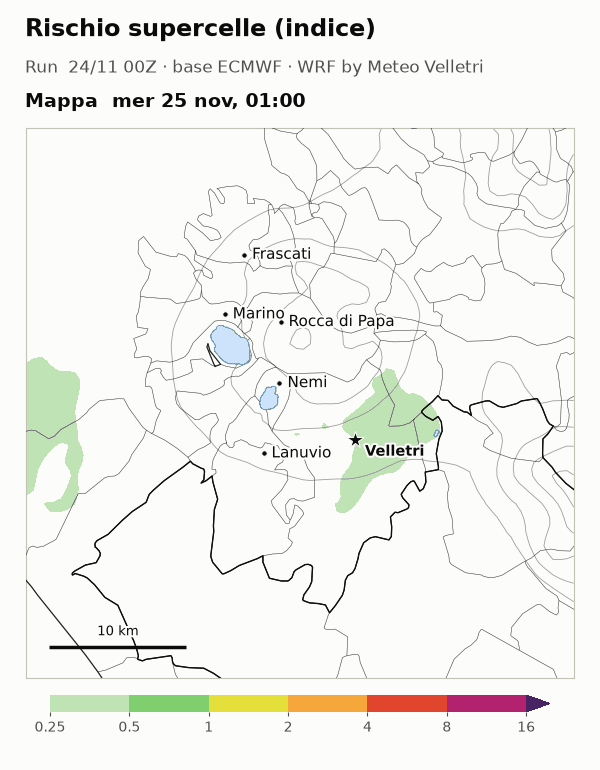 Rischio supercelle (indice)
Run  24/11 00Z · base ECMWF · WRF by Meteo Velletri
Mappa  mer 25 nov, 01:00
Frascati
Marino
Rocca di Papa
Nemi
Velletri
Lanuvio
10 km
0.25 0.5 1 2 4 8 16